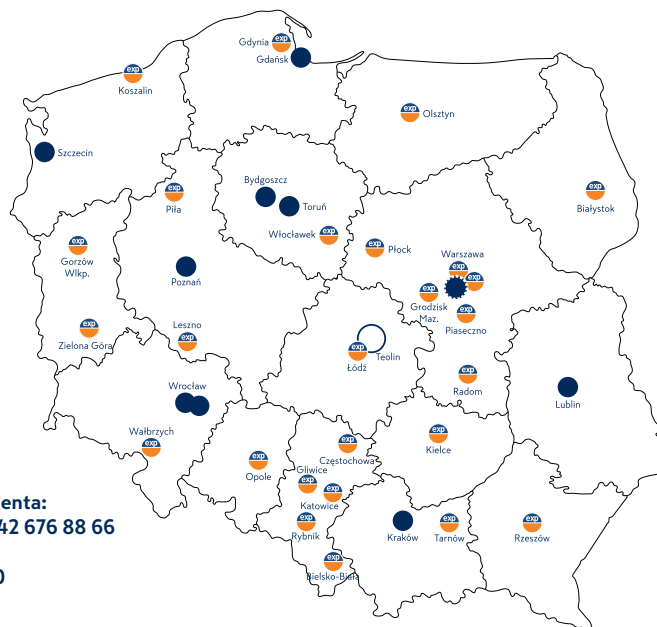 exp
Gdynia
Gdańsk
exp
Koszalin
exp
Olsztyn
Szczecin
Bydgoszcz
Toruń
exp
Piła
exp
Białystok
exp
Włocławek
exp
Płock
exp
Gorzów
Wlkp.
Warszawa
exp
exp
Poznań
exp
Grodzisk
Maz.
exp
Piaseczno
exp
Zielona Góra
Leszno
exp
exp
Łódź
Teolin
exp
Radom
Lublin
Wrocław
Wałbrzych
exp
exp
Opole
exp
Częstochowa
exp
Kielce
Gliwice
exp
exp
Katowice
exp
Rybnik
Kraków
exp
Tarnów
exp
Rzeszów
exp
Bielsko-Biała
enta:
42 676 88 66
0